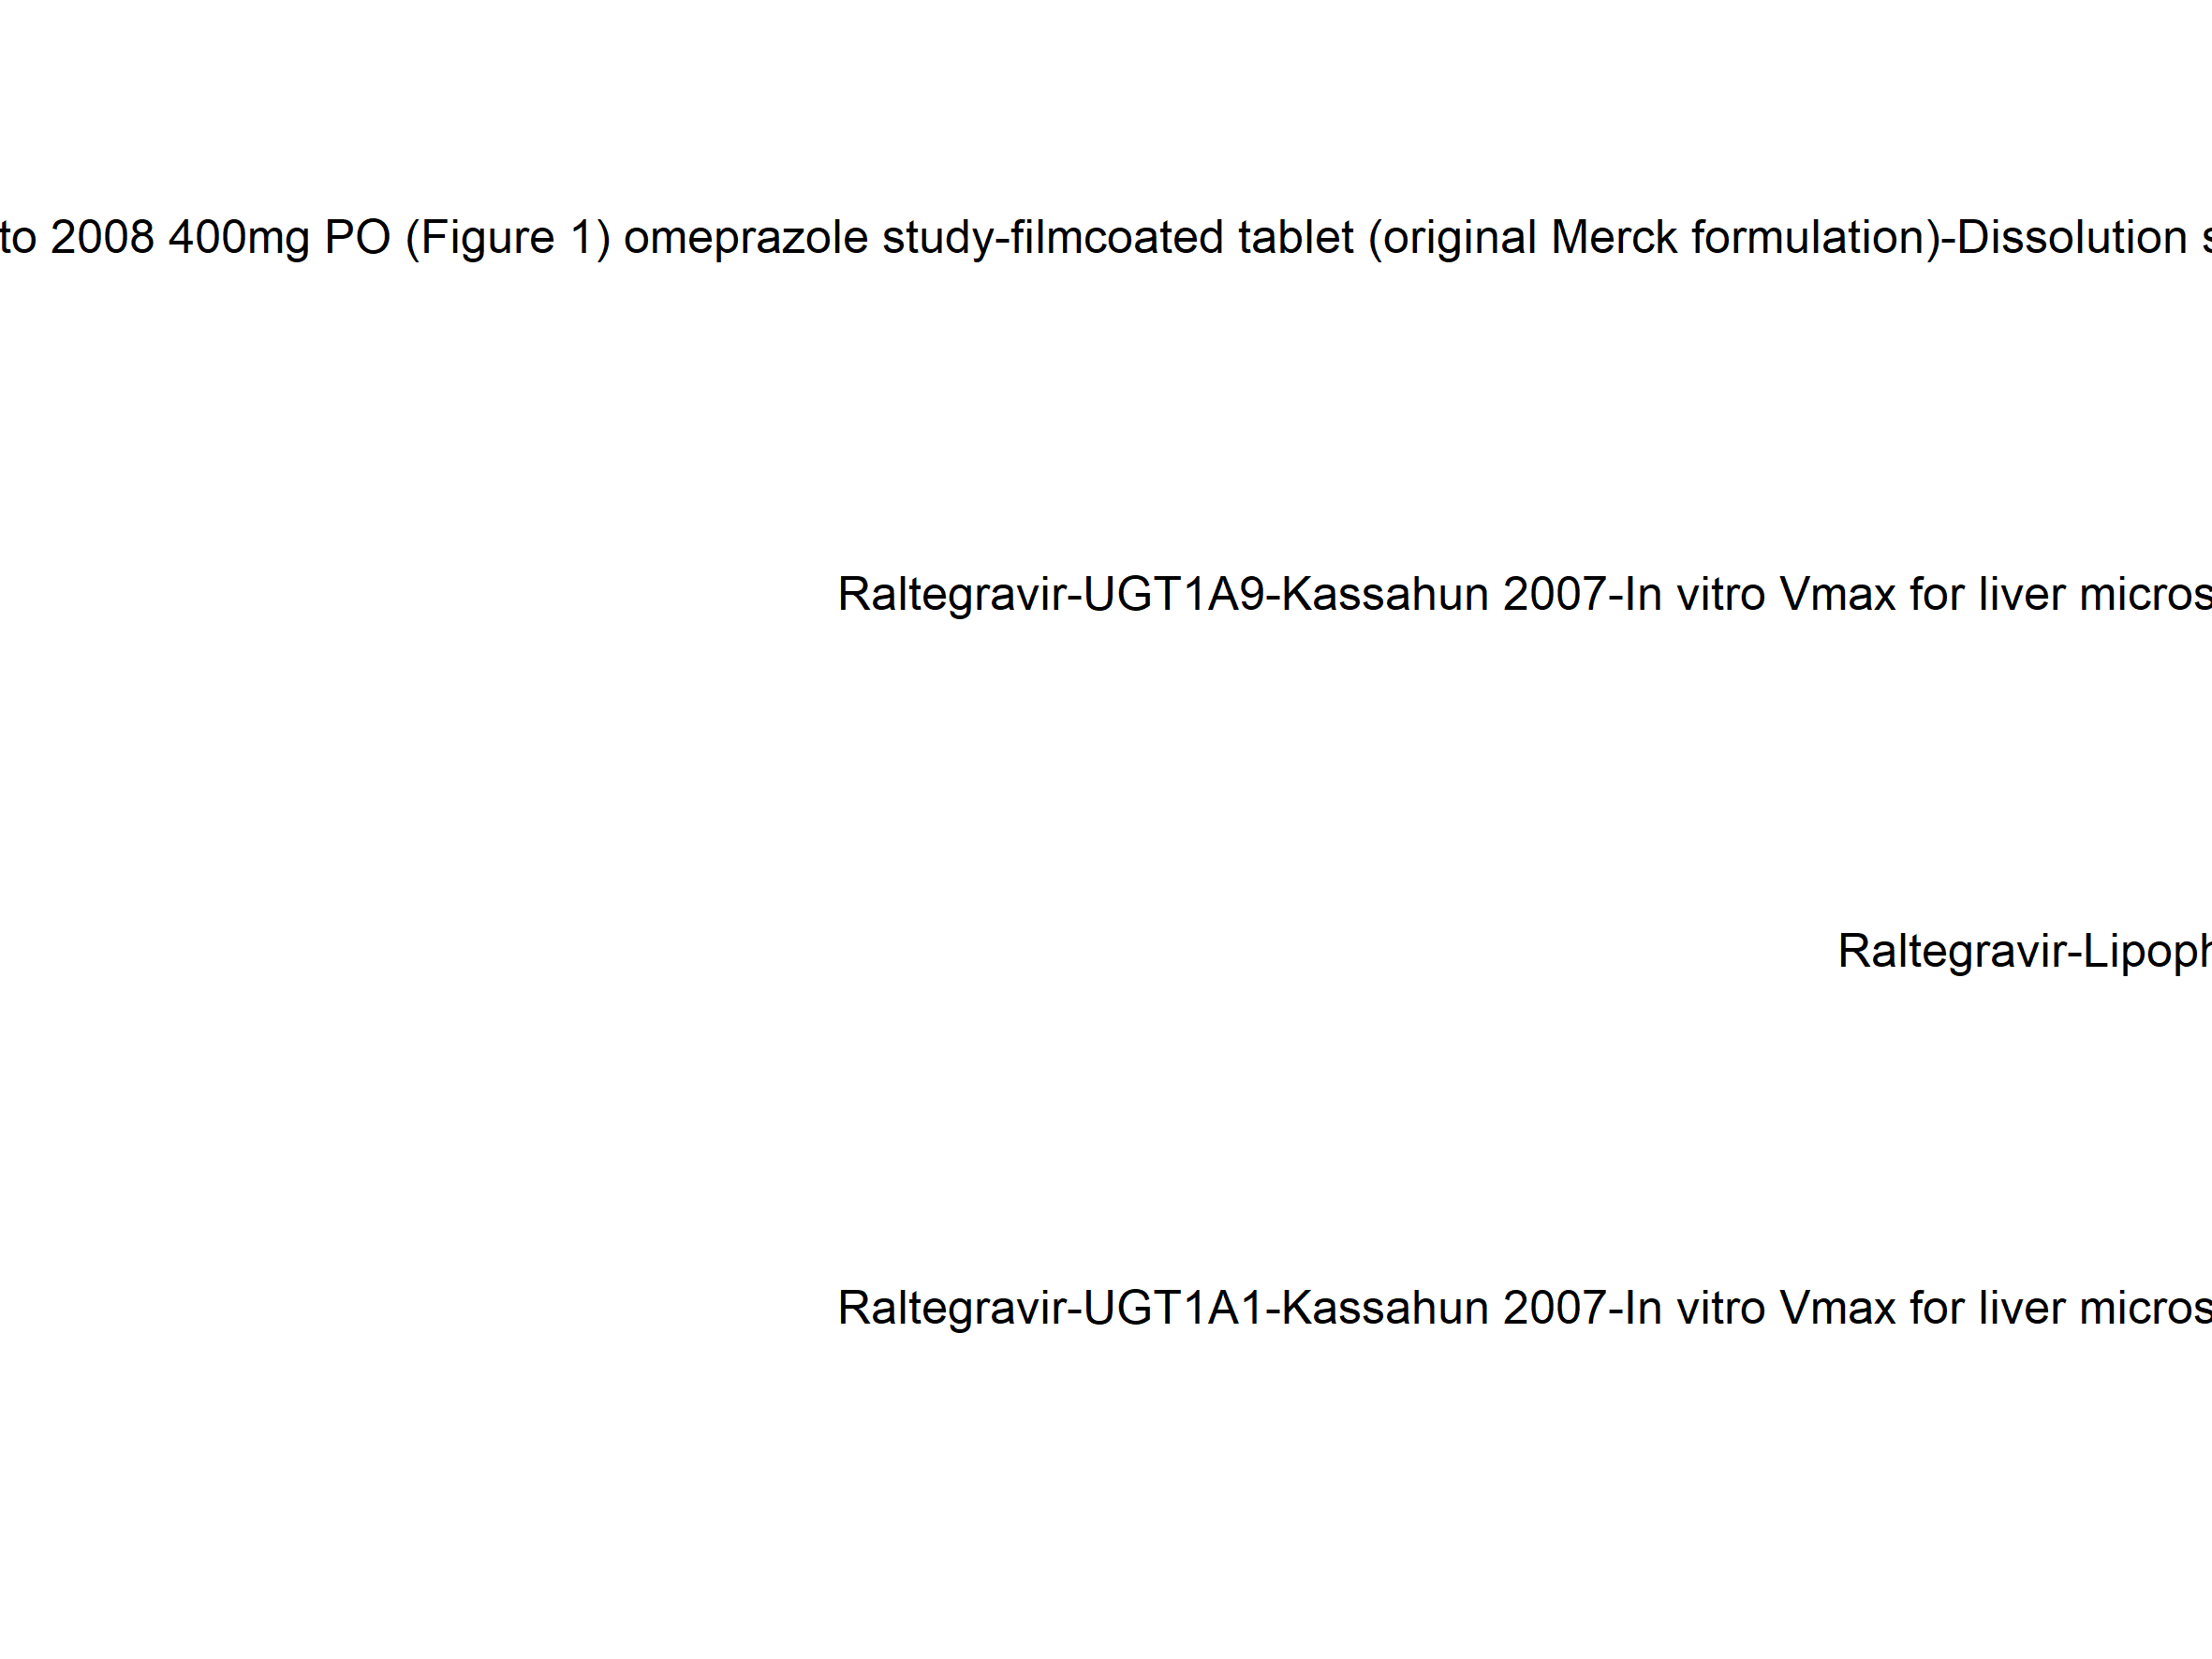 to 2008 400mg PO (Figure 1) omeprazole study-filmcoated tablet (original Merck formulation)-Dissolution
Raltegravir-UGT1A9-Kassahun 2007-In vitro Vmax for liver micros
Raltegravir-Lipoph
Raltegravir-UGT1A1-Kassahun 2007-In vitro Vmax for liver micros